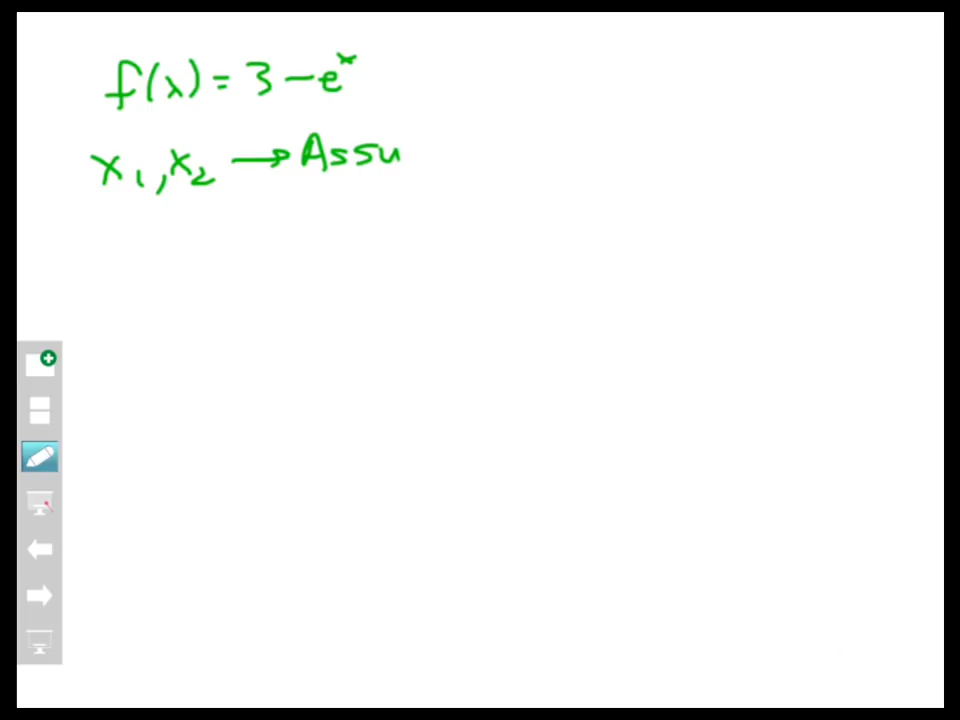 f(x) = 3 - e^x
x₁, x₂ → Assu